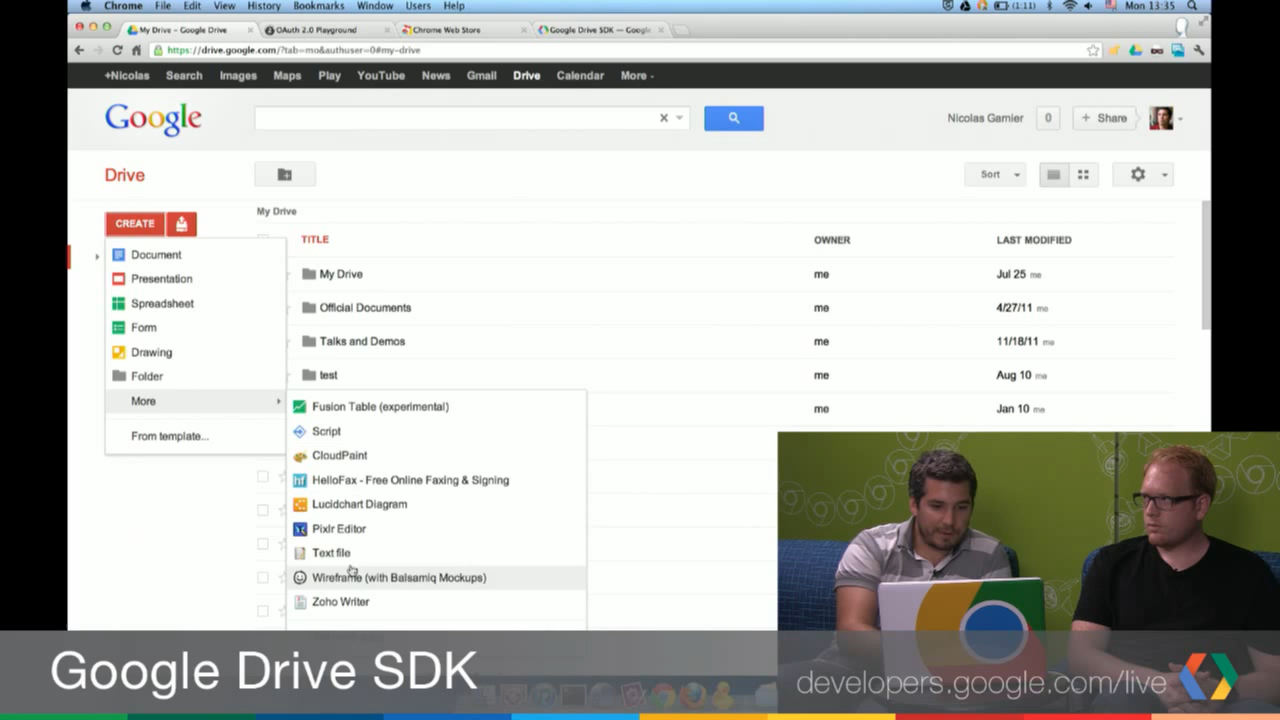 Chrome File Edit View History Bookmarks Window Users Help (1:11) Mon 13:35
My Drive - Google Drive OAuth 2.0 Playground Chrome Web Store Google Drive SDK — Google
https://drive.google.com/?tab=mo&authuser=0#my-drive
+Nicolas Search Images Maps Play YouTube News Gmail Drive Calendar More
Google Nicolas Garnier 0 + Share
Drive Sort
CREATE My Drive
TITLE OWNER LAST MODIFIED
Document
My Drive me Jul 25 me
Presentation
Official Documents me 4/27/11 me
Spreadsheet
Form
Talks and Demos me 11/18/11 me
Drawing
Folder
test me Aug 10 me
More
me Jan 10 me
From template...
Fusion Table (experimental)
Script
CloudPaint
hf HelloFax - Free Online Faxing & Signing
Lucidchart Diagram
Pixlr Editor
Text file
Wireframe (with Balsamiq Mockups)
Zoho Writer
Google Drive SDK
developers.google.com/live